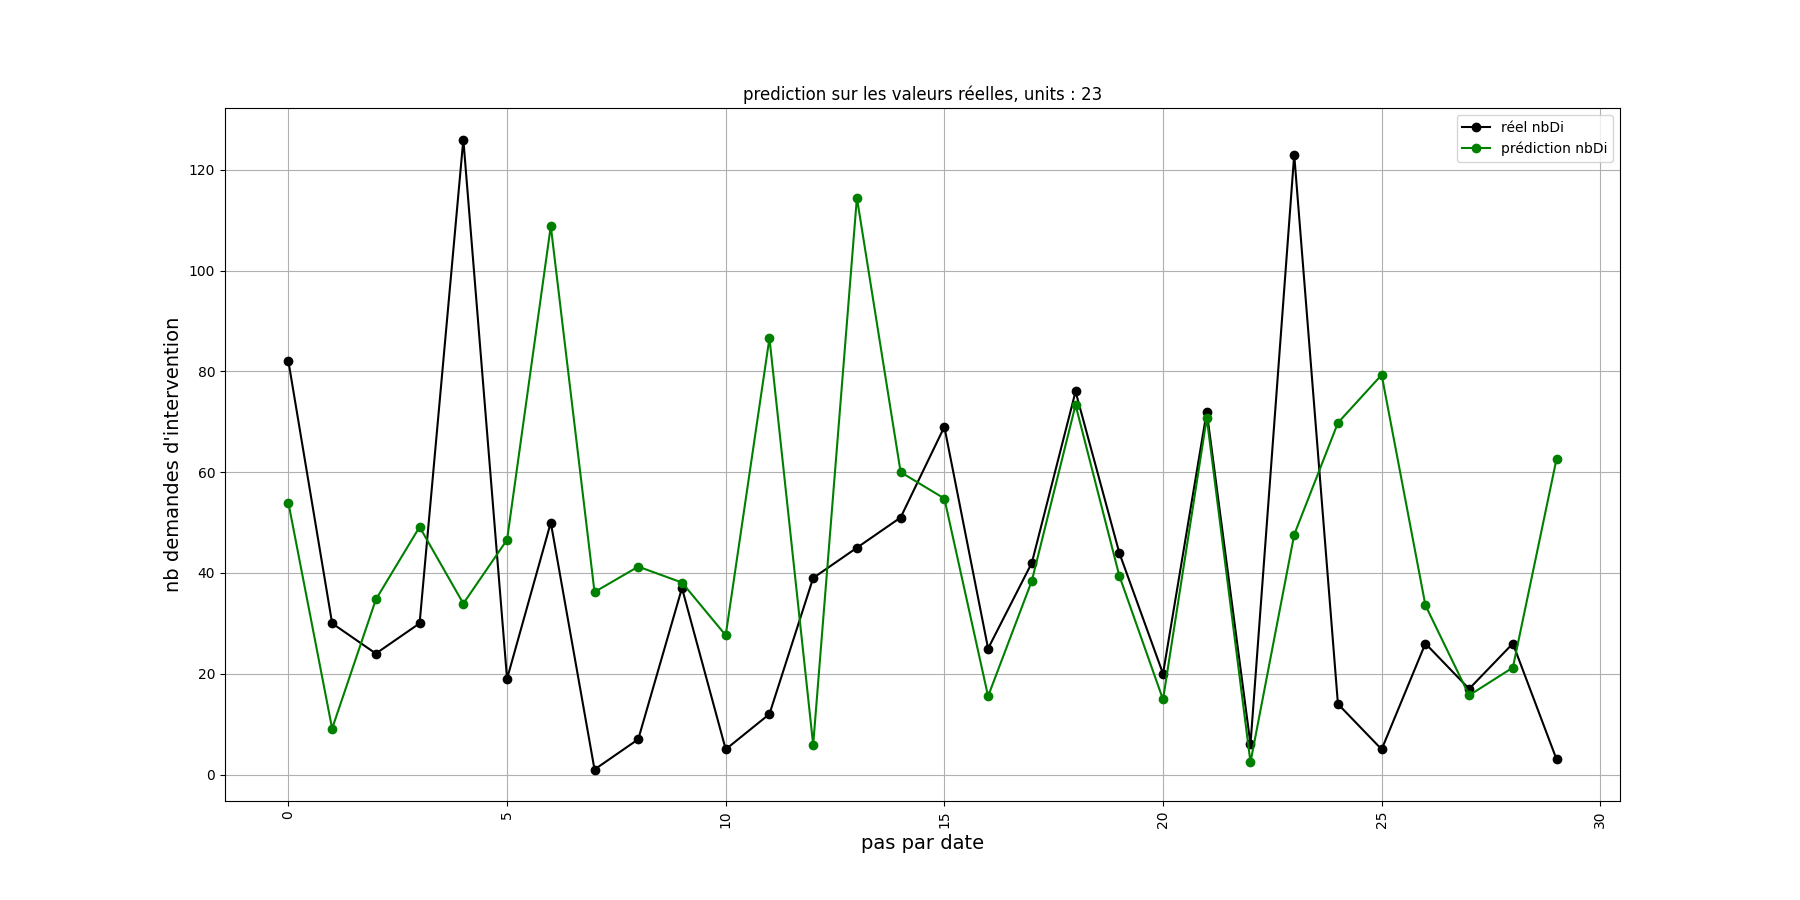 prediction sur les valeurs réelles, units : 23
réel nbDi
prédiction nbDi
nb demandes d'intervention
120
100
80
60
40
20
0
0
5
10
15
20
25
30
pas par date